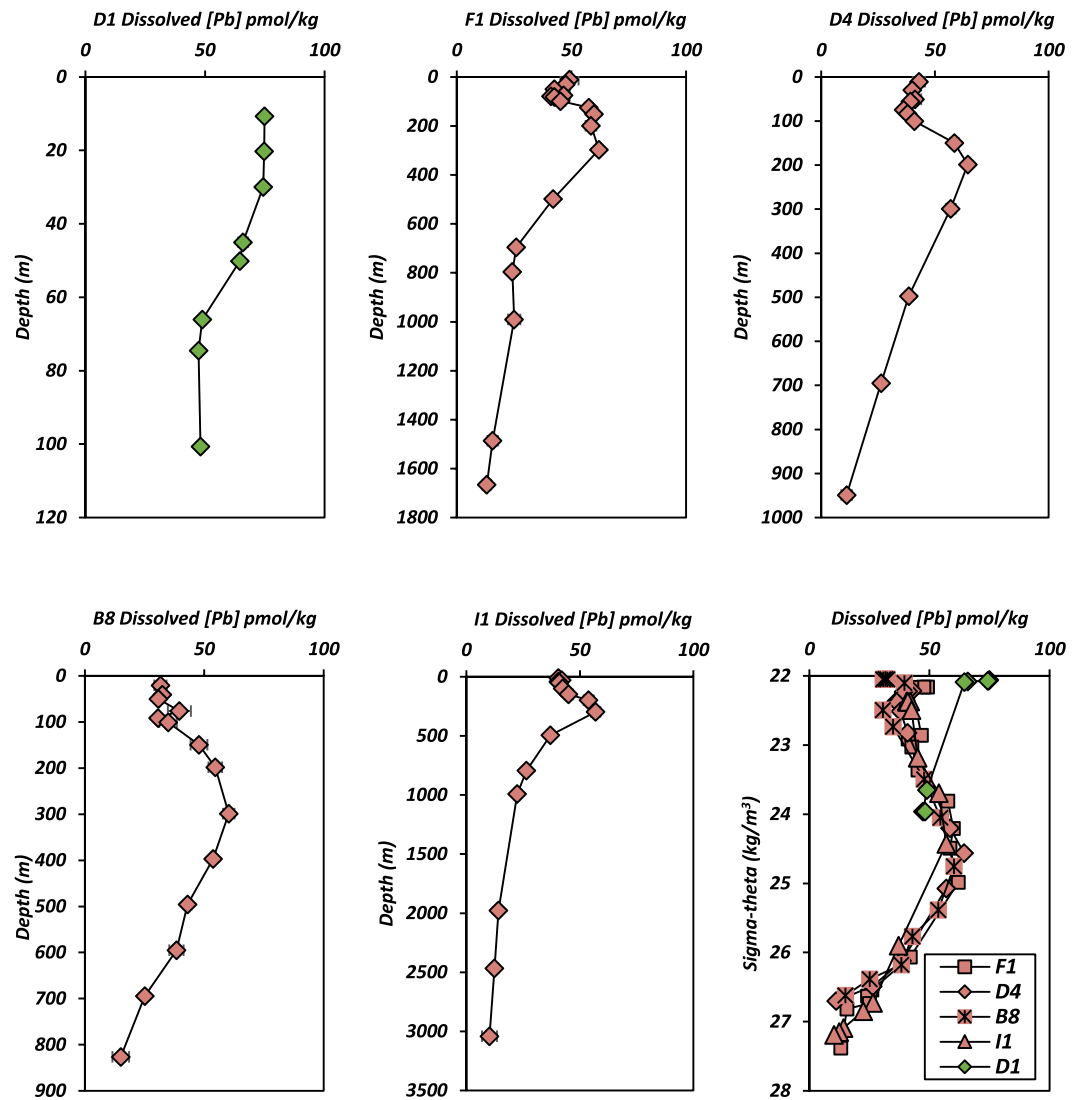 D1 Dissolved [Pb] pmol/kg
0 50 100
0
20
40
60
80
100
120
Depth (m)
F1 Dissolved [Pb] pmol/kg
0 50 100
0
200
400
600
800
1000
1200
1400
1600
1800
Depth (m)
D4 Dissolved [Pb] pmol/kg
0 50 100
0
100
200
300
400
500
600
700
800
900
1000
Depth (m)
B8 Dissolved [Pb] pmol/kg
0 50 100
0
100
200
300
400
500
600
700
800
900
Depth (m)
I1 Dissolved [Pb] pmol/kg
0 50 100
0
500
1000
1500
2000
2500
3000
3500
Depth (m)
Dissolved [Pb] pmol/kg
0 50 100
22
23
24
25
26
27
28
Sigma-theta (kg/m³)
F1
D4
B8
I1
D1